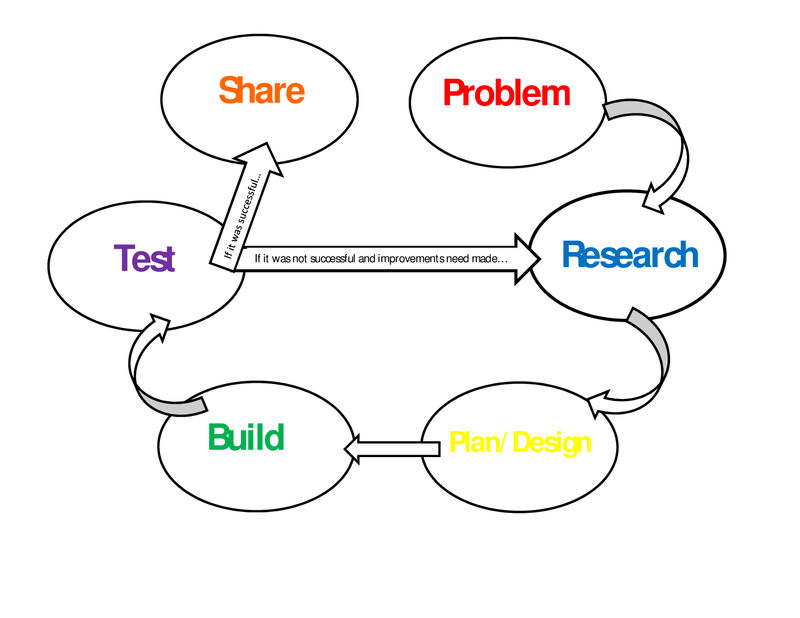 Share
Problem
If it was successful...
Test
If it was not successful and improvements need made...
Research
Build
Plan/ Design